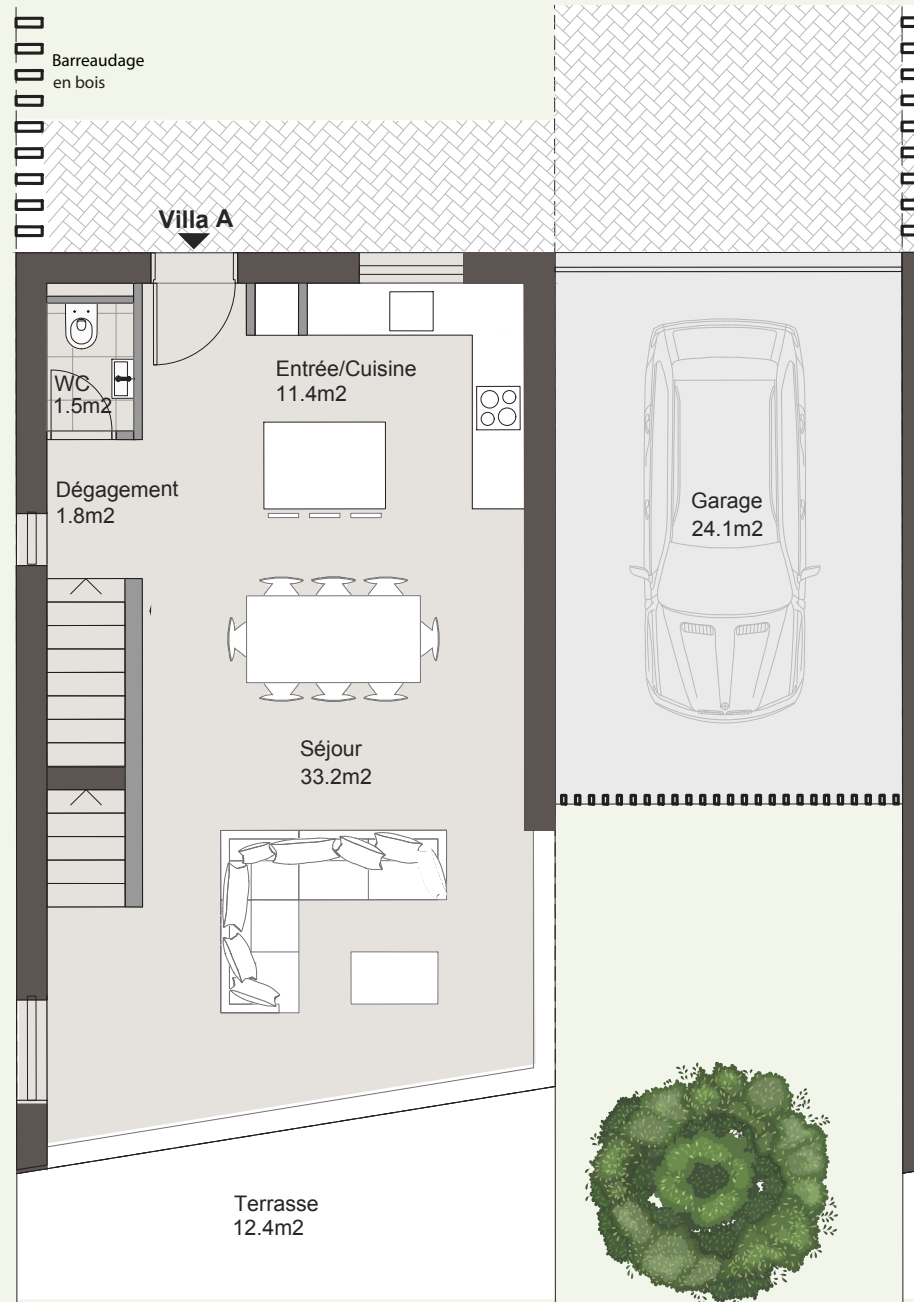 Barreaudage
en bois
Villa A
Entrée/Cuisine
11.4m2
WC
1.5m2
Dégagement
1.8m2
Garage
24.1m2
Séjour
33.2m2
Terrasse
12.4m2